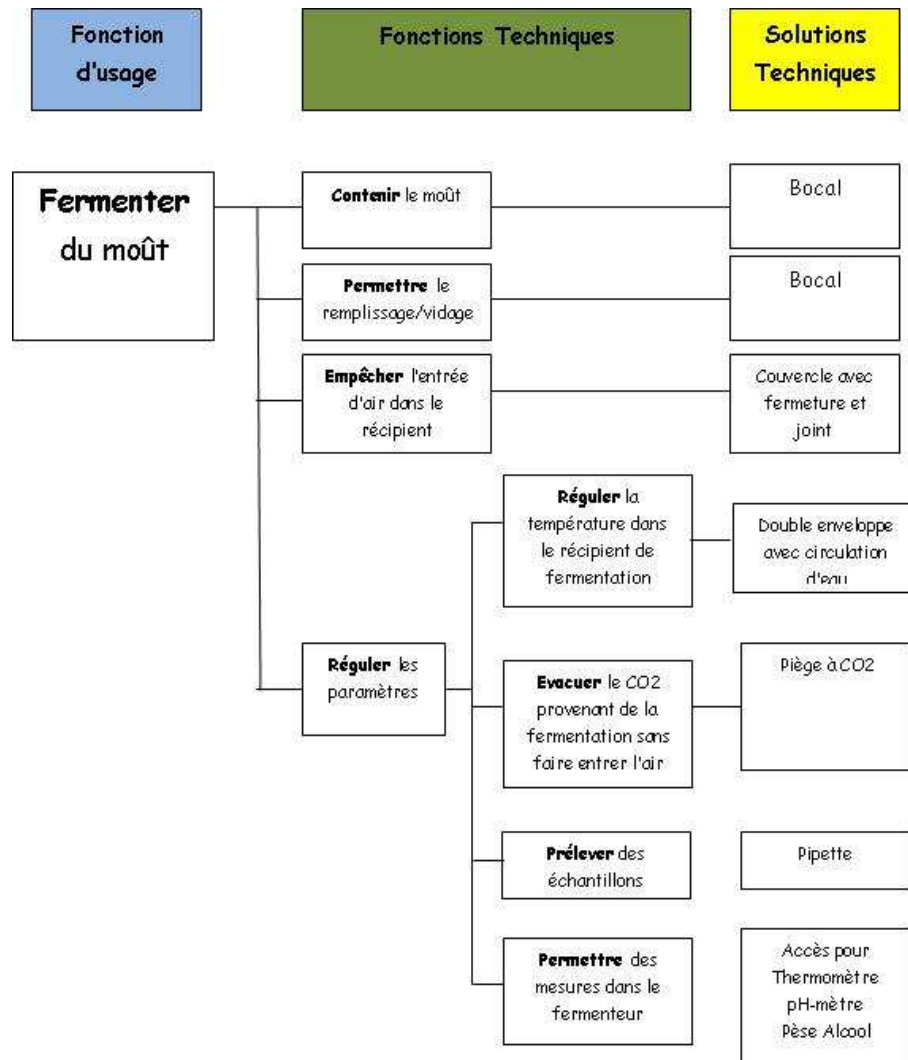 Fonction
d'usage
Fonctions Techniques
Solutions
Techniques
Fermenter
du moût
Contenir le moût
Bocal
Permettre le
remplissage/vidage
Bocal
Empêcher l'entrée
d'air dans le
récipient
Couvercle avec
fermeture et
joint
Réguler les
paramètres
Réguler la
température dans
le récipient de
fermentation
Double enveloppe
avec circulation
d'eau
Evacuer le CO2
provenant de la
fermentation sans
faire entrer l'air
Piège à CO2
Prélever des
échantillons
Pipette
Permettre des
mesures dans le
fermenteur
Accès pour
Thermomètre
pH-mètre
Pèse Alcool